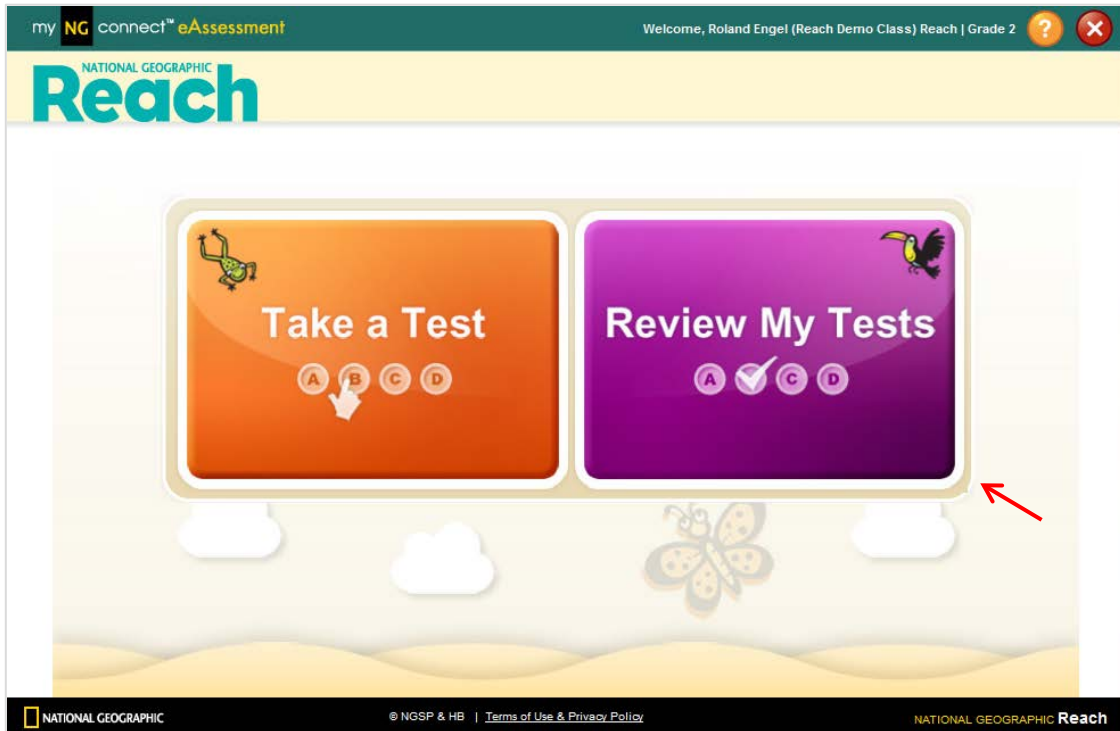 my NG connect™ eAssessment
Welcome, Roland Engel (Reach Demo Class) Reach | Grade 2 ?
NATIONAL GEOGRAPHIC
Reach
Take a Test
A B C D
Review My Tests
A C D
NATIONAL GEOGRAPHIC
© NGSP & HB | Terms of Use & Privacy Policy
NATIONAL GEOGRAPHIC Reach